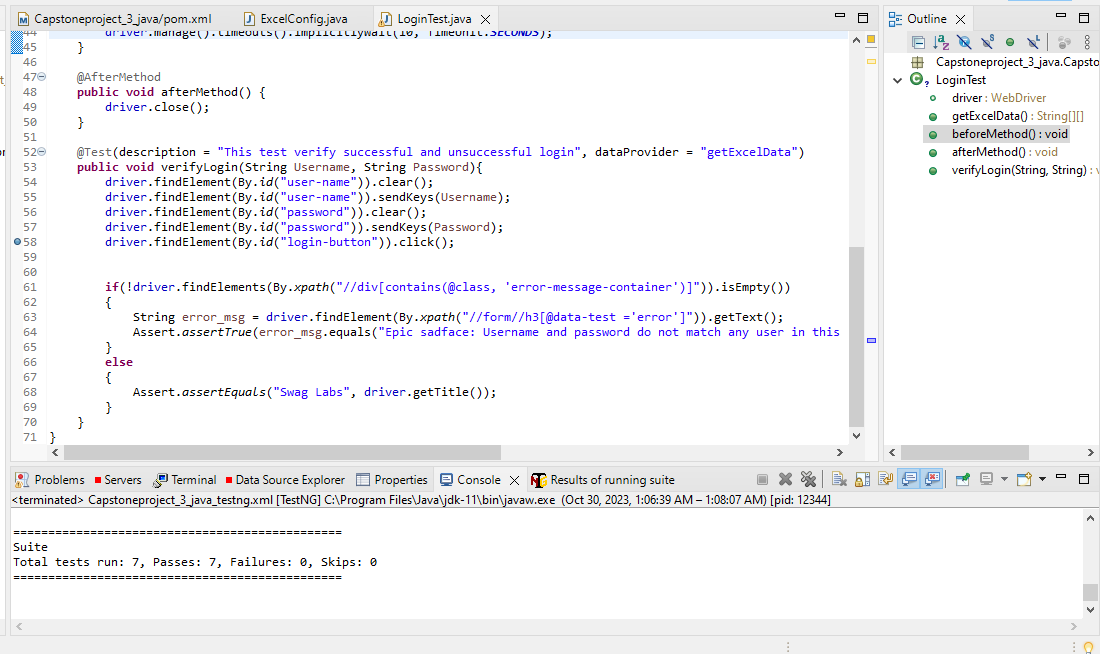 Capstoneproject_3_java/pom.xml ExcelConfig.java LoginTest.java
44 driver.manage().timeouts().implicitlyWait(10, TimeUnit.SECONDS);
45 }
46
47 @AfterMethod
48 public void afterMethod() {
49 driver.close();
50 }
51
52 @Test(description = "This test verify successful and unsuccessful login", dataProvider = "getExcelData")
53 public void verifyLogin(String Username, String Password){
54 driver.findElement(By.id("user-name")).clear();
55 driver.findElement(By.id("user-name")).sendKeys(Username);
56 driver.findElement(By.id("password")).clear();
57 driver.findElement(By.id("password")).sendKeys(Password);
58 driver.findElement(By.id("login-button")).click();
59
60
61 if(!driver.findElements(By.xpath("//div[contains(@class, 'error-message-container')]")).isEmpty())
62 {
63 String error_msg = driver.findElement(By.xpath("//form//h3[@data-test ='error']")).getText();
64 Assert.assertTrue(error_msg.equals("Epic sadface: Username and password do not match any user in this
65 }
66 else
67 {
68 Assert.assertEquals("Swag Labs", driver.getTitle());
69 }
70 }
71 }
Outline
Capstoneproject_3_java.Capsto
LoginTest
driver : WebDriver
getExcelData() : String[][]
beforeMethod() : void
afterMethod() : void
verifyLogin(String, String) : v
Problems Servers Terminal Data Source Explorer Properties Console Results of running suite
<terminated> Capstoneproject_3_java_testng.xml [TestNG] C:\Program Files\Java\jdk-11\bin\javaw.exe (Oct 30, 2023, 1:06:39 AM – 1:08:07 AM) [pid: 12344]
===============================================
Suite
Total tests run: 7, Passes: 7, Failures: 0, Skips: 0
===============================================